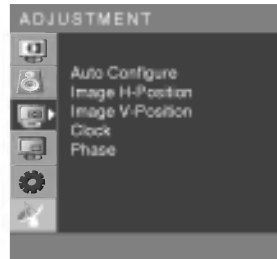 ADJUSTMENT
Auto Configure
Image H-Position
Image V-Position
Clock
Phase